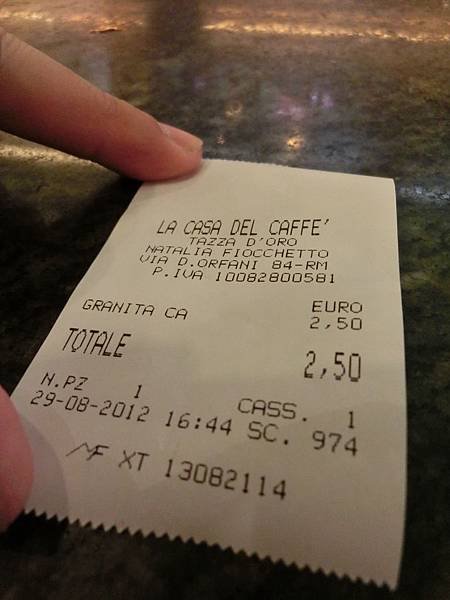 LA CASA DEL CAFFE'
TAZZA D'ORO
NATALIA FIOCCHETTO
VIA D.ORFANI 84-RM
P.IVA 10082800581
EURO
GRANITA CA 2,50
TOTALE 2,50
N.PZ 1 CASS. 1
29-08-2012 16:44 SC. 974
MF XT 13082114